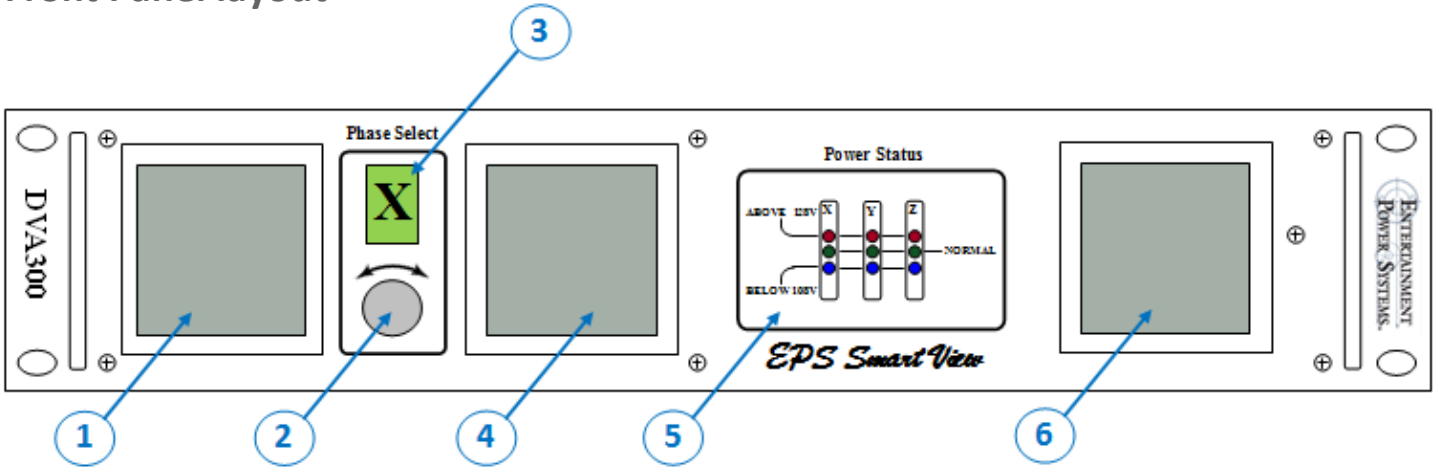 Front Panel layout
3
Phase Select
X
DVA300
Power Status
ABOVE 128V X Y Z
NORMAL
BELOW 108V
EPS Smart View
ENTERTAINMENT
POWER SYSTEMS
1
2
4
5
6